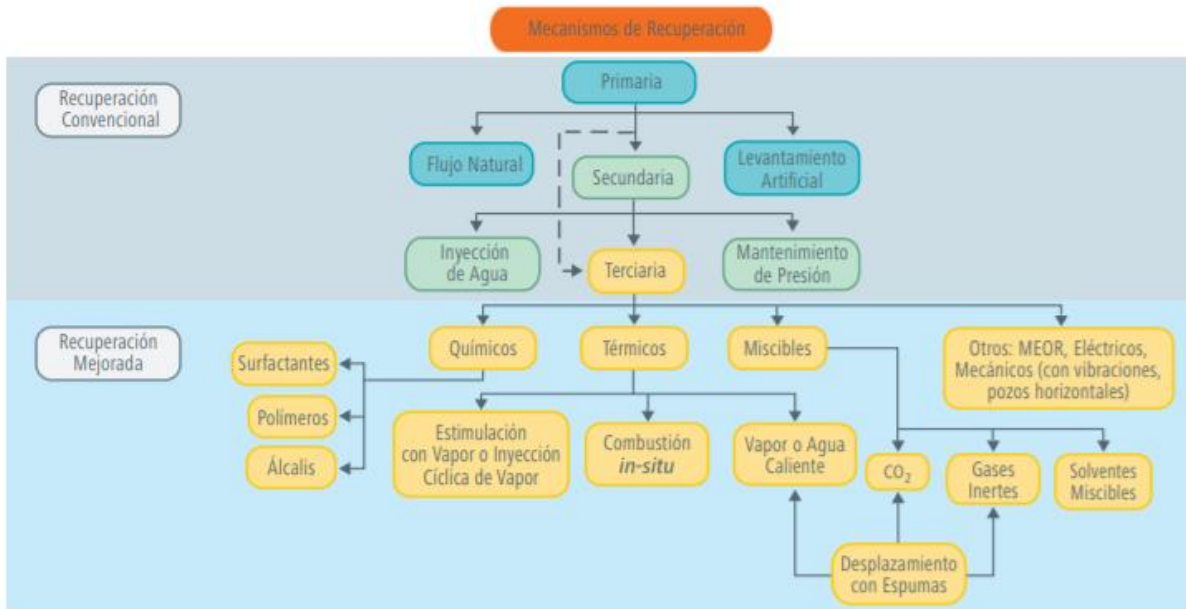 Mecanismos de Recuperación
Recuperación
Convencional
Primaria
Flujo Natural
Secundaria
Levantamiento
Artificial
Inyección
de Agua
Terciaria
Mantenimiento
de Presión
Recuperación
Mejorada
Químicos
Térmicos
Miscibles
Otros: MEOR, Eléctricos,
Mecánicos (con vibraciones,
pozos horizontales)
Surfactantes
Polímeros
Álcalis
Estimulación
con Vapor o Inyección
Cíclica de Vapor
Combustión
in-situ
Vapor o Agua
Caliente
CO₂
Gases
Inertes
Solventes
Miscibles
Desplazamiento
con Espumas